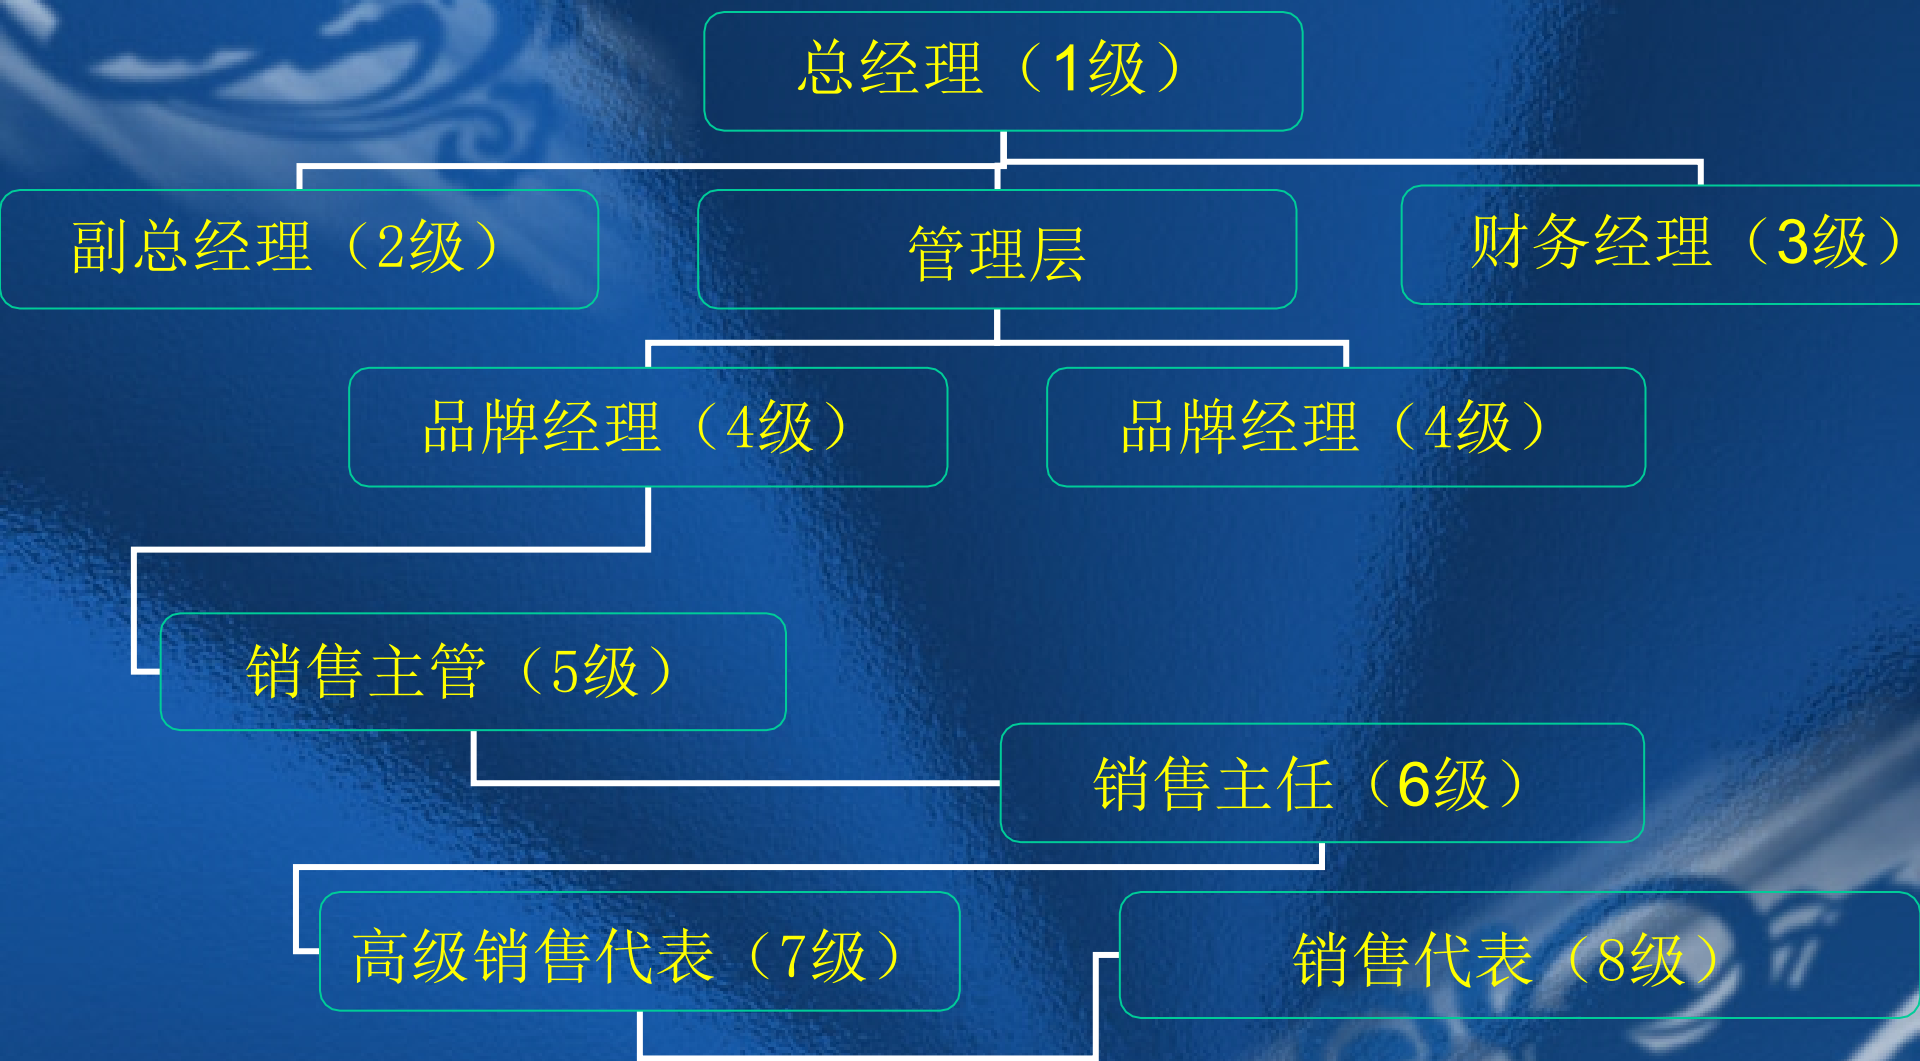 总经理（1级）
副总经理（2级）
管理层
财务经理（3级）
品牌经理（4级）
品牌经理（4级）
销售主管（5级）
销售主任（6级）
高级销售代表（7级）
销售代表（8级）